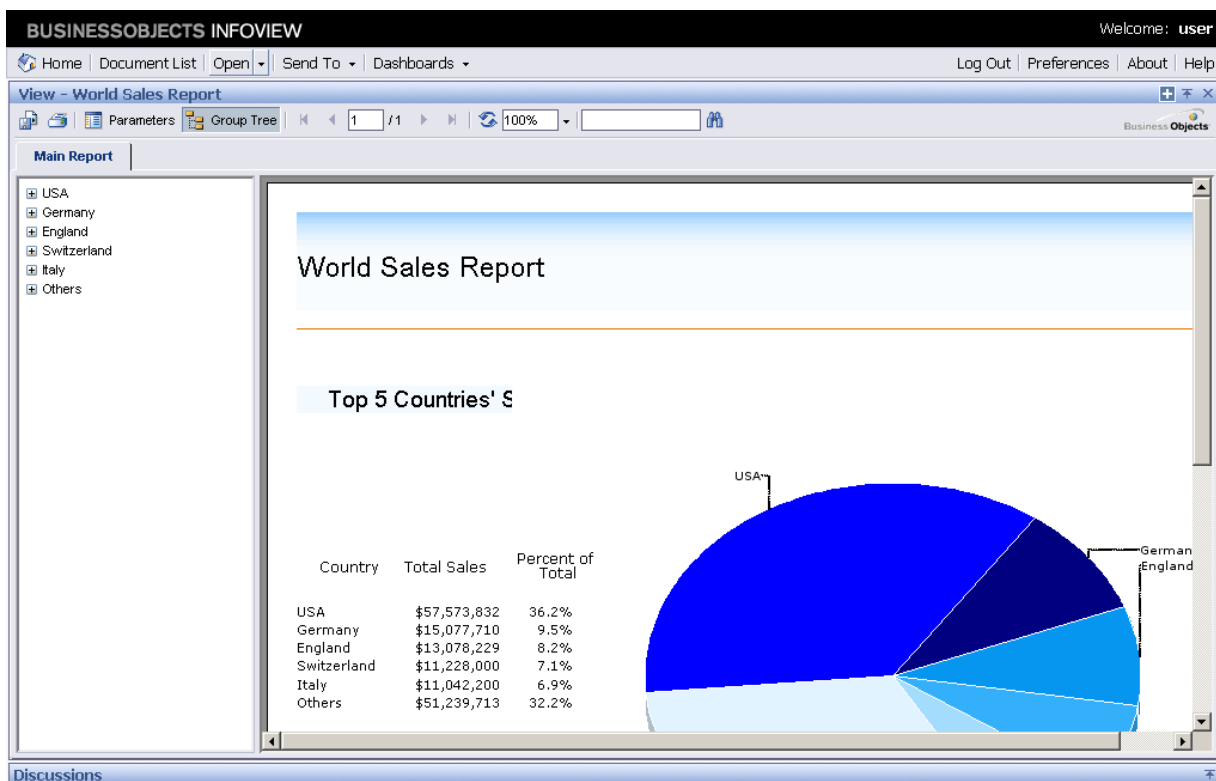 BUSINESSOBJECTS INFOVIEW Welcome: user
Home Document List Open Send To Dashboards Log Out Preferences About Help
View - World Sales Report
Parameters Group Tree 1 /1 100% Business Objects
Main Report
USA
Germany
England
Switzerland
Italy
Others
World Sales Report
Top 5 Countries' S
USA
German
England
Country Total Sales Percent of Total
USA $57,573,832 36.2%
Germany $15,077,710 9.5%
England $13,078,229 8.2%
Switzerland $11,228,000 7.1%
Italy $11,042,200 6.9%
Others $51,239,713 32.2%
Discussions